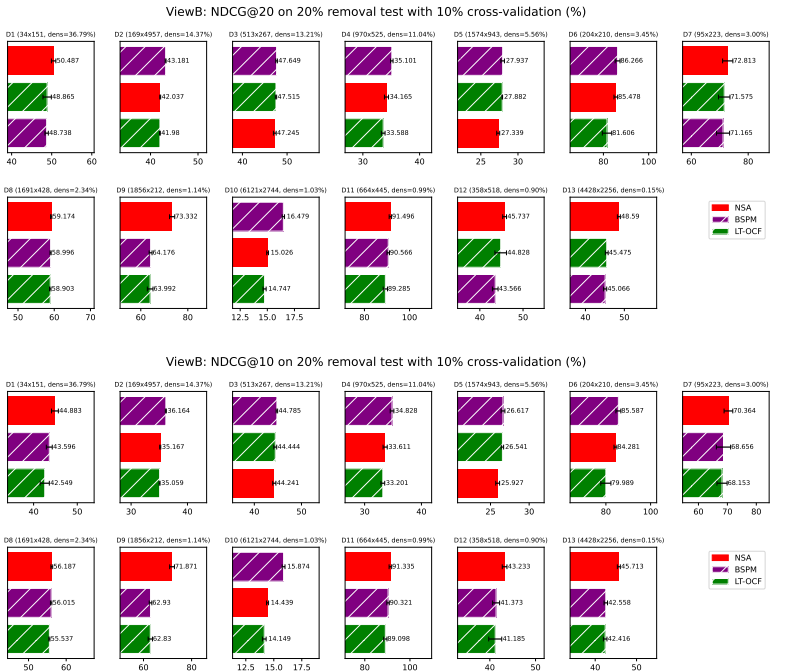 ViewB: NDCG@20 on 20% removal test with 10% cross-validation (%)
D1 (34x151, dens=36.79%)
50.487
48.865
48.738
40 50 60
D2 (169x4957, dens=14.37%)
43.181
42.037
41.98
40 50
D3 (513x267, dens=13.21%)
47.649
47.515
47.245
40 50
D4 (970x525, dens=11.04%)
35.101
34.165
33.588
30 40
D5 (1574x943, dens=5.56%)
27.937
27.882
27.339
25 30
D6 (204x210, dens=3.45%)
86.266
85.478
81.606
80 100
D7 (95x223, dens=3.00%)
72.813
71.575
71.165
60 80
D8 (1691x428, dens=2.34%)
59.174
58.996
58.903
50 60 70
D9 (1856x212, dens=1.14%)
73.332
64.176
63.992
60 80
D10 (6121x2744, dens=1.03%)
16.479
15.026
14.747
12.5 15.0 17.5
D11 (664x445, dens=0.99%)
91.496
90.566
89.285
80 100
D12 (358x518, dens=0.90%)
45.737
44.828
43.566
40 50
D13 (4428x2256, dens=0.15%)
48.59
45.475
45.066
40 50
NSA
BSPM
LT-OCF
ViewB: NDCG@10 on 20% removal test with 10% cross-validation (%)
D1 (34x151, dens=36.79%)
44.883
43.596
42.549
40 50
D2 (169x4957, dens=14.37%)
36.164
35.167
35.059
30 40
D3 (513x267, dens=13.21%)
44.785
44.444
44.241
40 50
D4 (970x525, dens=11.04%)
34.828
33.611
33.201
30 40
D5 (1574x943, dens=5.56%)
26.617
26.541
25.927
25 30
D6 (204x210, dens=3.45%)
85.587
84.281
79.989
80 100
D7 (95x223, dens=3.00%)
70.364
68.656
68.153
60 70 80
D8 (1691x428, dens=2.34%)
56.187
56.015
55.537
50 60
D9 (1856x212, dens=1.14%)
71.871
62.93
62.83
60 80
D10 (6121x2744, dens=1.03%)
15.874
14.439
14.149
12.5 15.0 17.5
D11 (664x445, dens=0.99%)
91.335
90.321
89.098
80 100
D12 (358x518, dens=0.90%)
43.233
41.373
41.185
40 50
D13 (4428x2256, dens=0.15%)
45.713
42.558
42.416
40 50
NSA
BSPM
LT-OCF